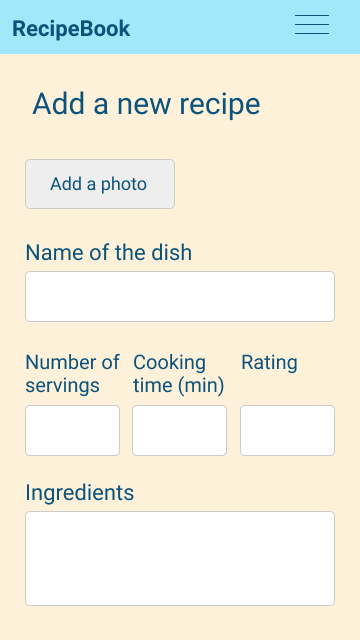 RecipeBook
Add a new recipe
Add a photo
Name of the dish
Number of
servings
Cooking
time (min)
Rating
Ingredients